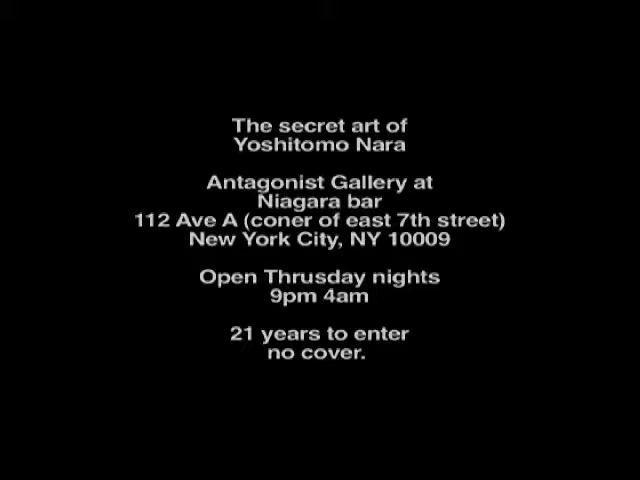 The secret art of
Yoshitomo Nara
Antagonist Gallery at
Niagara bar
112 Ave A (coner of east 7th street)
New York City, NY 10009
Open Thrusday nights
9pm 4am
21 years to enter
no cover.